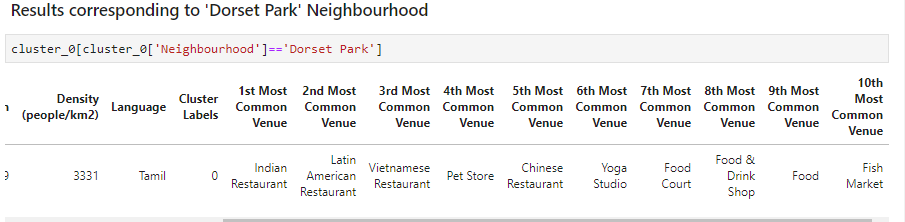 Results corresponding to 'Dorset Park' Neighbourhood
cluster_0[cluster_0['Neighbourhood']=='Dorset Park']
n Density (people/km2) Language Cluster Labels 1st Most Common Venue 2nd Most Common Venue 3rd Most Common Venue 4th Most Common Venue 5th Most Common Venue 6th Most Common Venue 7th Most Common Venue 8th Most Common Venue 9th Most Common Venue 10th Most Common Venue
9 3331 Tamil 0 Indian Restaurant Latin American Restaurant Vietnamese Restaurant Pet Store Chinese Restaurant Yoga Studio Food Court Food & Drink Shop Food Fish Market